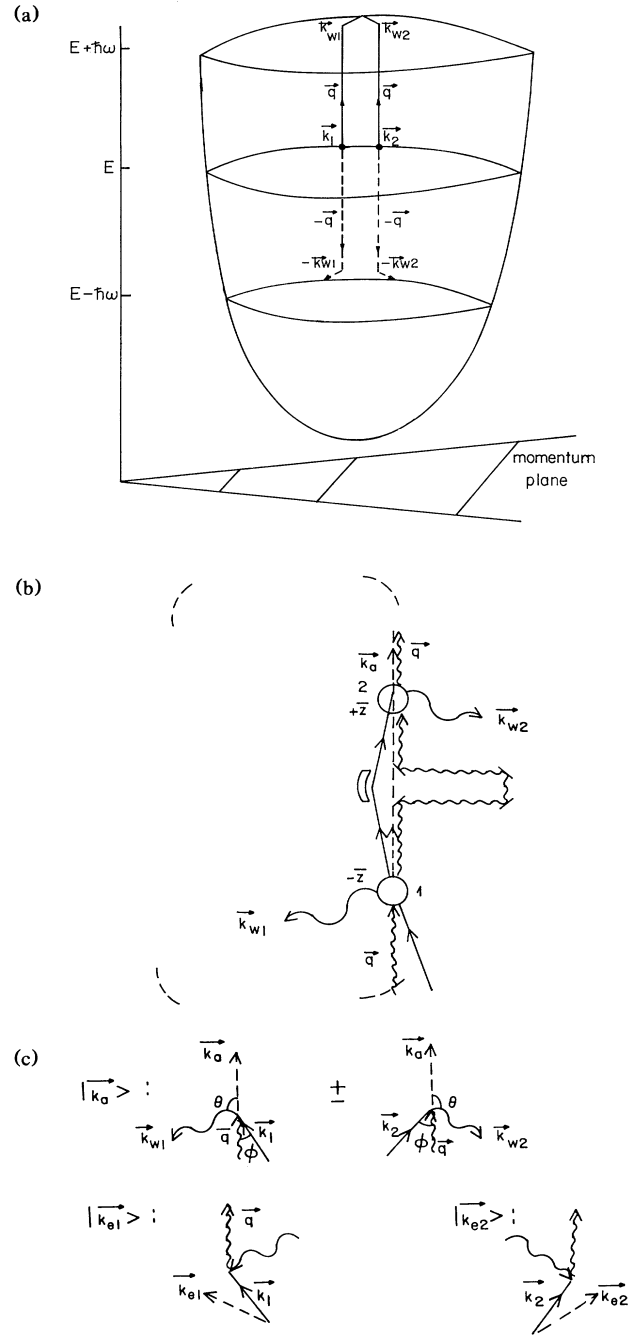 (a)
E+ħω
k⃗w1 k⃗w2
q⃗ q⃗
k⃗1 k⃗2
E
-q⃗ -q⃗
-k⃗w1 -k⃗w2
E-ħω
momentum
plane
(b)
k⃗a q⃗
2
+z̄
k⃗w2
-z̄ 1
k⃗w1
q⃗
(c)
k⃗a k⃗a
|k⃗a> : θ ± θ
k⃗w1 q⃗ k⃗1 k⃗2 q⃗ k⃗w2
ϕ ϕ
|k⃗e1> : q⃗ |k⃗e2> :
k⃗e1 k⃗1 k⃗2 k⃗e2